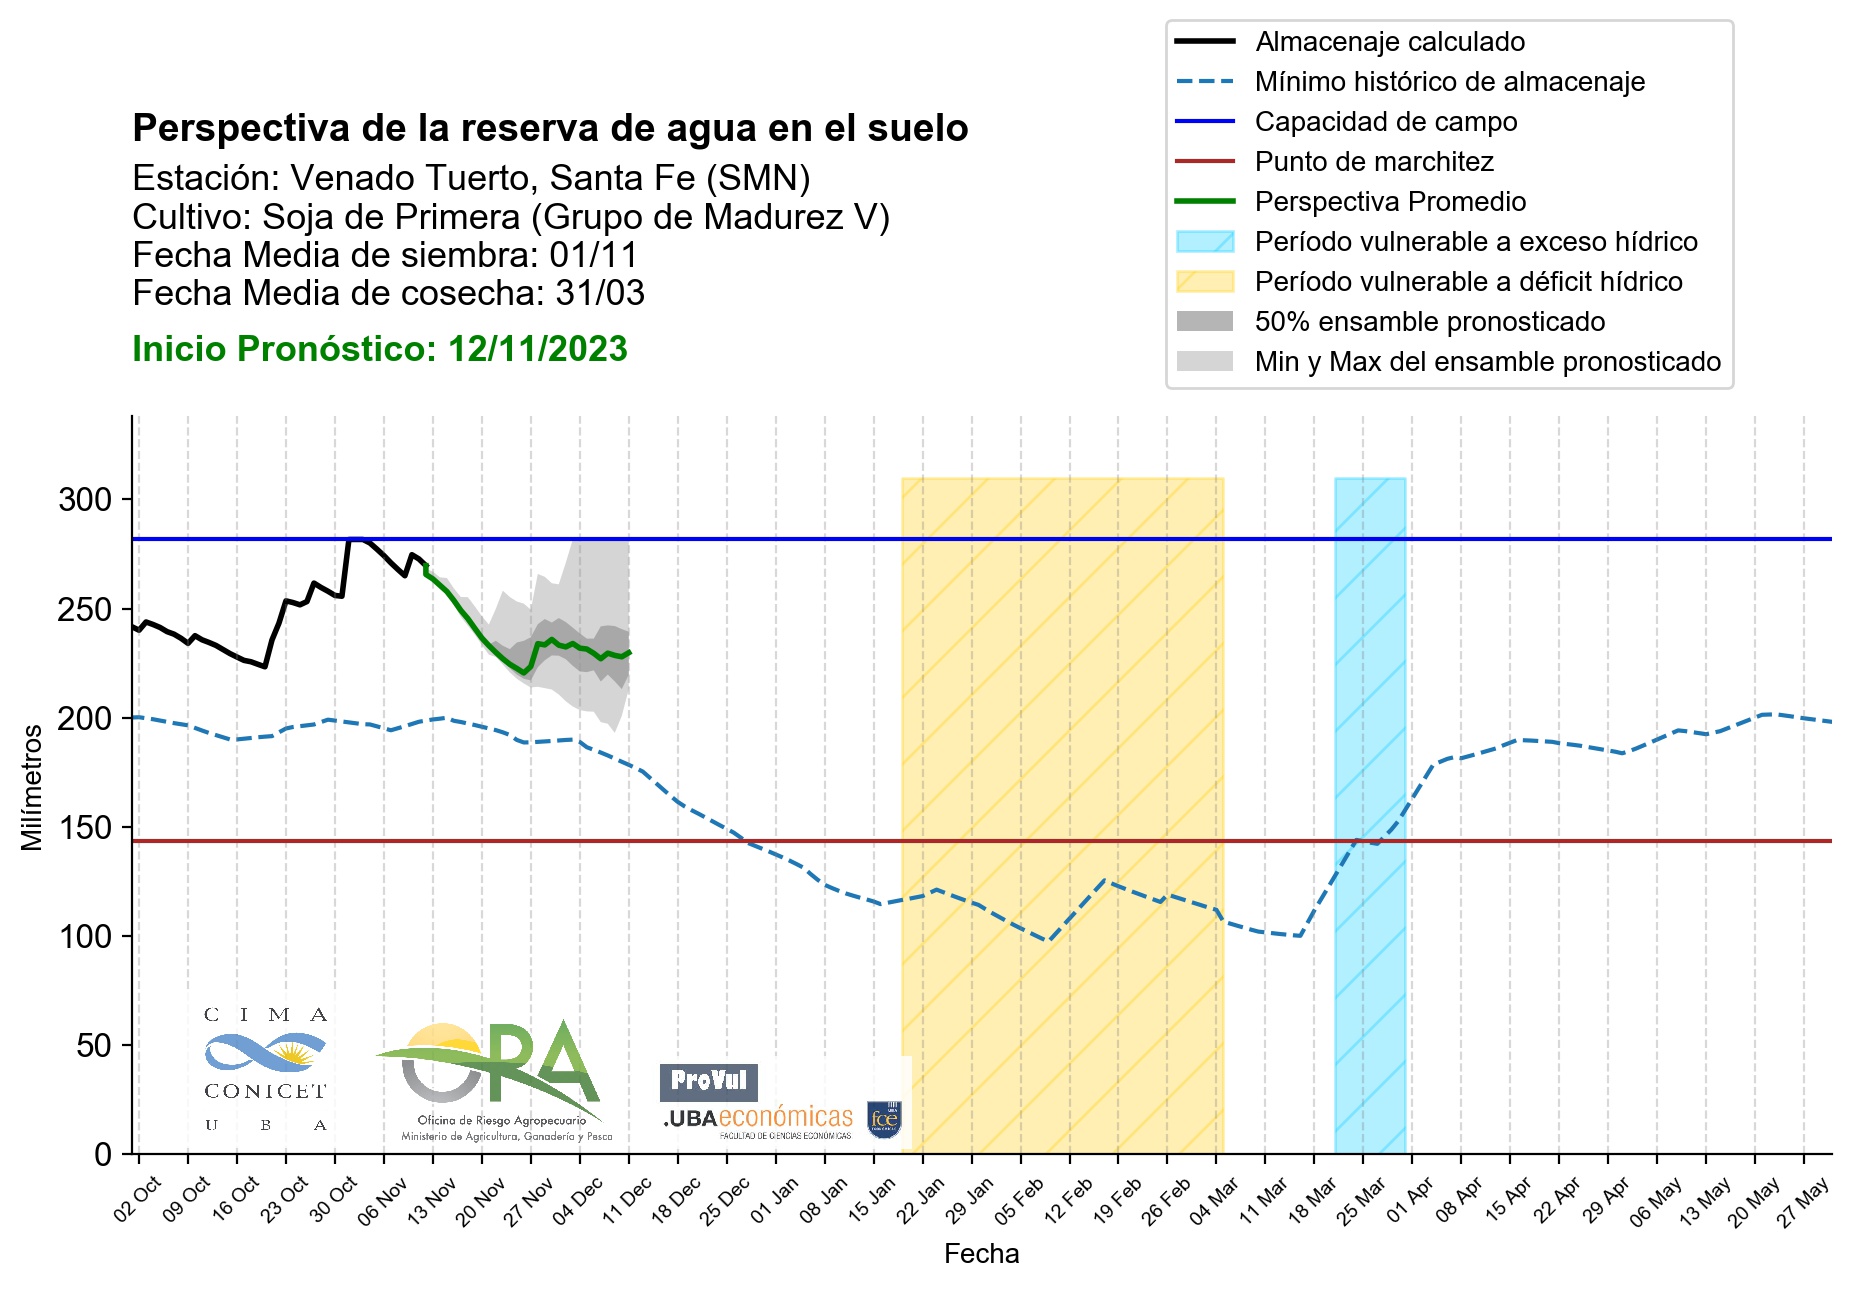 Almacenaje calculado
Mínimo histórico de almacenaje
Capacidad de campo
Punto de marchitez
Perspectiva Promedio
Período vulnerable a exceso hídrico
Período vulnerable a déficit hídrico
50% ensamble pronosticado
Min y Max del ensamble pronosticado
Perspectiva de la reserva de agua en el suelo
Estación: Venado Tuerto, Santa Fe (SMN)
Cultivo: Soja de Primera (Grupo de Madurez V)
Fecha Media de siembra: 01/11
Fecha Media de cosecha: 31/03
Inicio Pronóstico: 12/11/2023
Milímetros
300
250
200
150
100
50
0
CIMA
CONICET
UBA
ORA
Oficina de Riesgo Agropecuario
Ministerio de Agricultura, Ganadería y Pesca
ProVul
.UBAeconómicas
FACULTAD DE CIENCIAS ECONÓMICAS
fce
02 Oct
09 Oct
16 Oct
23 Oct
30 Oct
06 Nov
13 Nov
20 Nov
27 Nov
04 Dec
11 Dec
18 Dec
25 Dec
01 Jan
08 Jan
15 Jan
22 Jan
29 Jan
05 Feb
12 Feb
19 Feb
26 Feb
04 Mar
11 Mar
18 Mar
25 Mar
01 Apr
08 Apr
15 Apr
22 Apr
29 Apr
06 May
13 May
20 May
27 May
Fecha